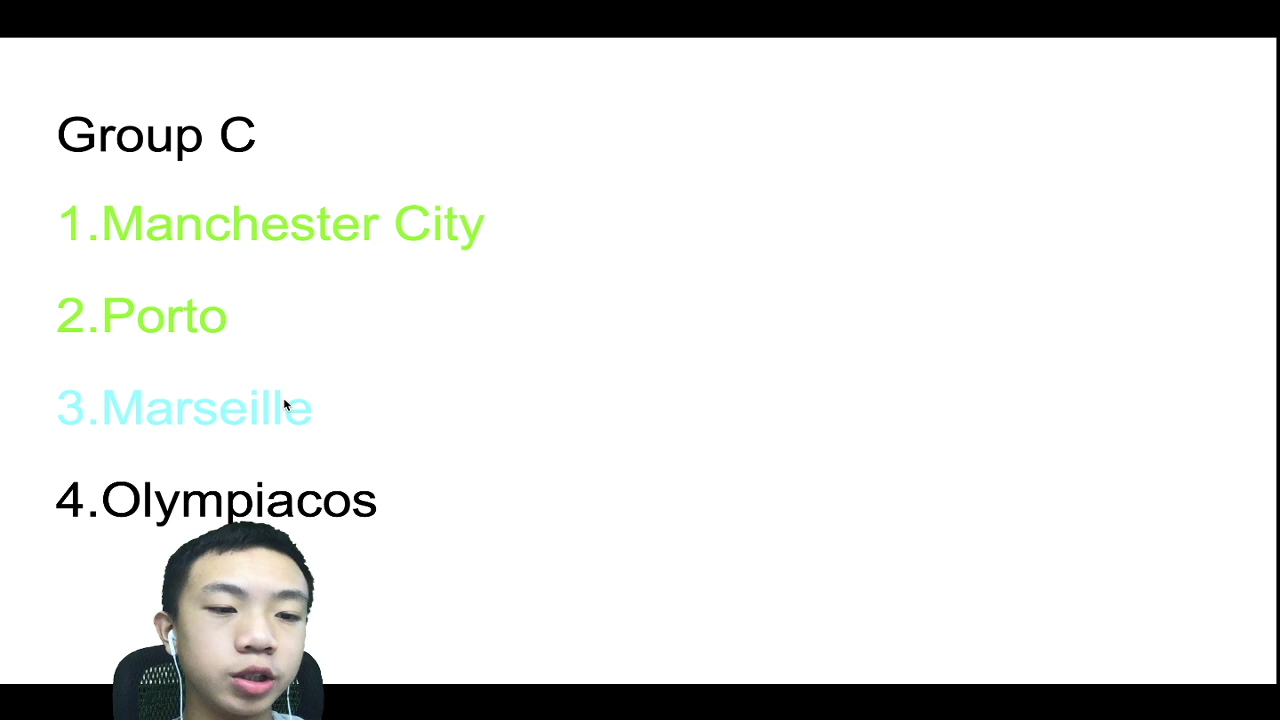 Group C
1.Manchester City
2.Porto
3.Marseille
4.Olympiacos